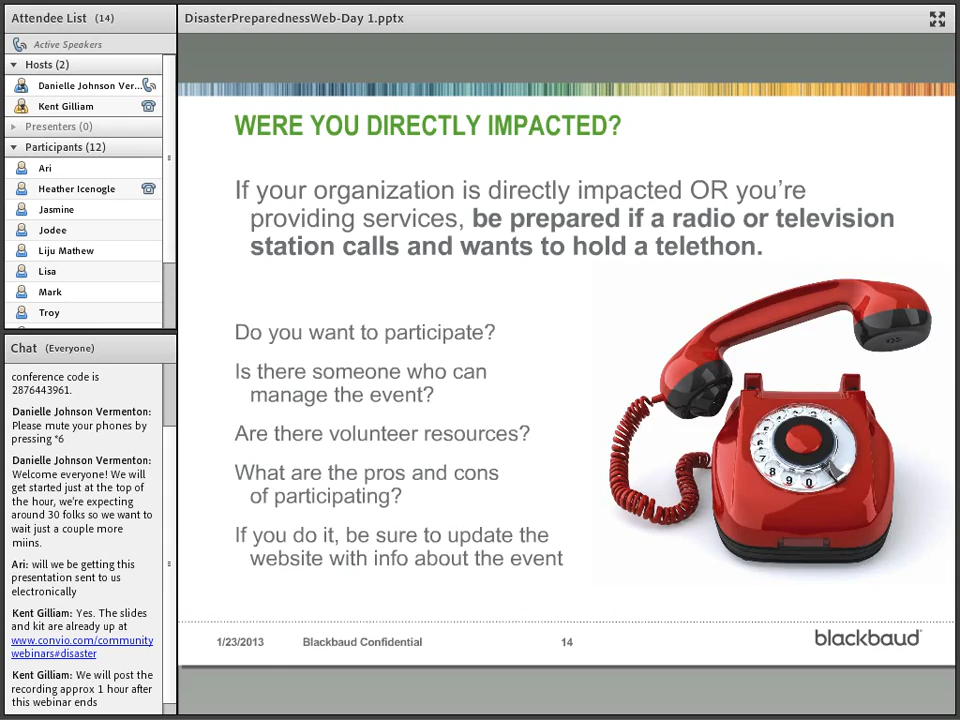 Attendee List (14)
Active Speakers
Hosts (2)
Danielle Johnson Ver...
Kent Gilliam
Presenters (0)
Participants (12)
Ari
Heather Icenogle
Jasmine
Jodee
Liju Mathew
Lisa
Mark
Troy
Chat (Everyone)
conference code is
2876443961.
Danielle Johnson Vermenton:
Please mute your phones by
pressing *6
Danielle Johnson Vermenton:
Welcome everyone! We will
get started just at the top of
the hour, we're expecting
around 30 folks so we want to
wait just a couple more
miins.
Ari: will we be getting this
presentation sent to us
electronically
Kent Gilliam: Yes. The slides
and kit are already up at
www.convio.com/community
webinars#disaster
Kent Gilliam: We will post the
recording approx 1 hour after
this webinar ends
DisasterPreparednessWeb-Day 1.pptx
WERE YOU DIRECTLY IMPACTED?
If your organization is directly impacted OR you're
providing services, be prepared if a radio or television
station calls and wants to hold a telethon.
Do you want to participate?
Is there someone who can
manage the event?
Are there volunteer resources?
What are the pros and cons
of participating?
If you do it, be sure to update the
website with info about the event
1/23/2013 Blackbaud Confidential 14
blackbaud